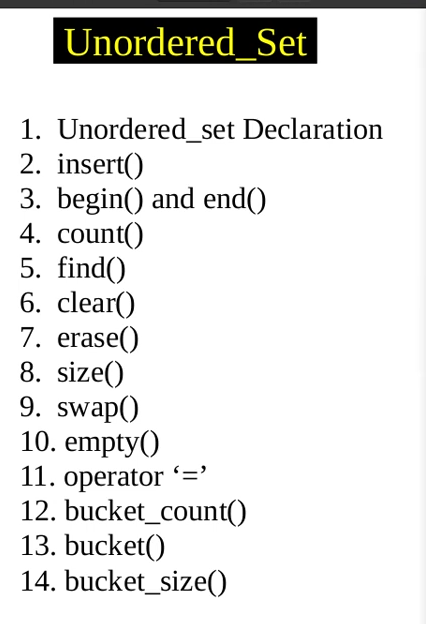 Unordered_Set
1. Unordered_set Declaration
2. insert()
3. begin() and end()
4. count()
5. find()
6. clear()
7. erase()
8. size()
9. swap()
10. empty()
11. operator ‘=’
12. bucket_count()
13. bucket()
14. bucket_size()